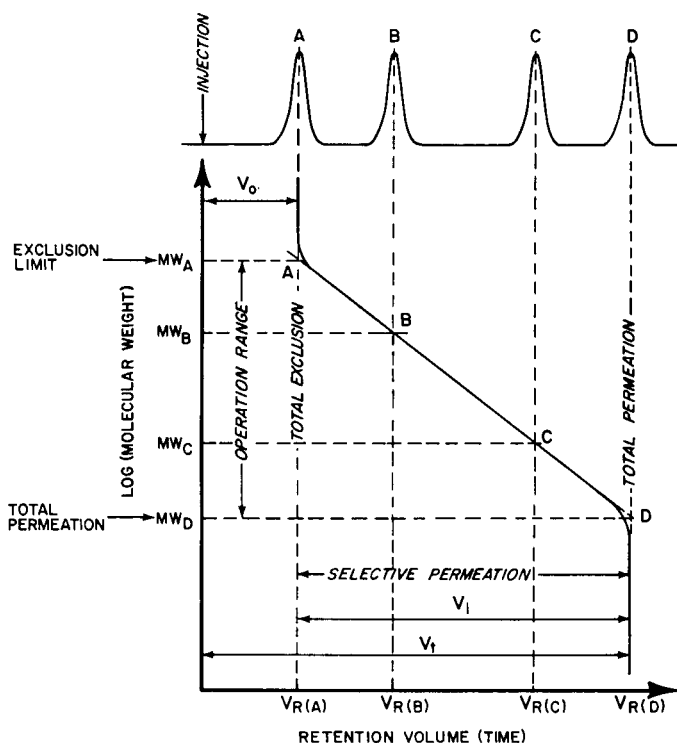 A B C D
INJECTION
V₀
EXCLUSION
LIMIT
MW_A
A
MW_B
B
LOG (MOLECULAR WEIGHT)
OPERATION RANGE
TOTAL EXCLUSION
TOTAL PERMEATION
MW_C
C
TOTAL
PERMEATION
MW_D
D
SELECTIVE PERMEATION
V_i
V_t
V_R(A) V_R(B) V_R(C) V_R(D)
RETENTION VOLUME (TIME)